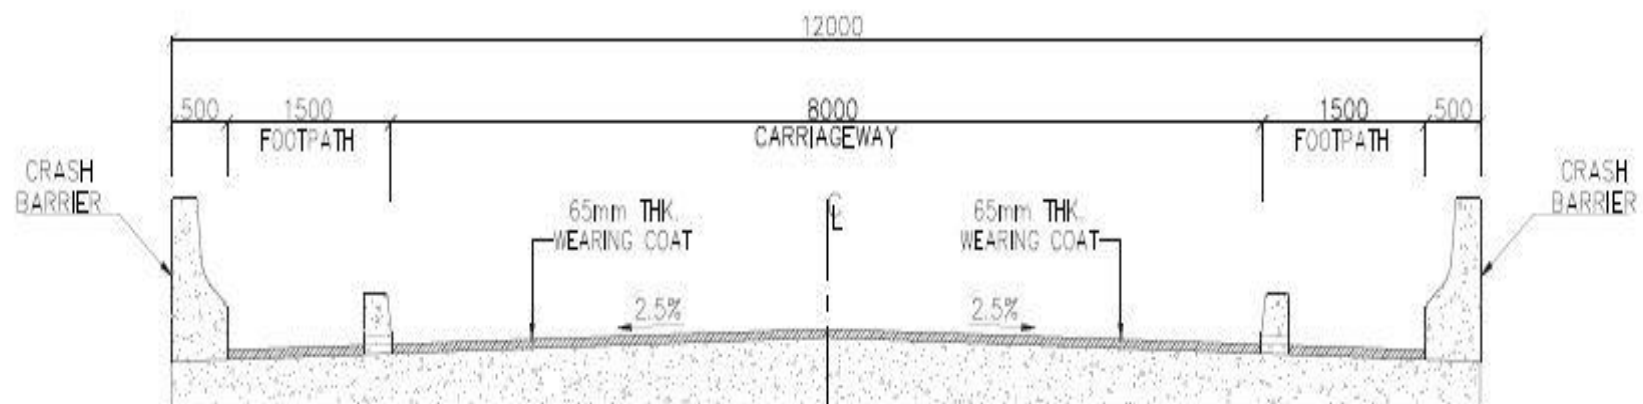 12000
500 1500 8000 1500 500
FOOTPATH CARRIAGEWAY FOOTPATH
CRASH
BARRIER
65mm THK.
WEARING COAT
C
L
65mm THK.
WEARING COAT
CRASH
BARRIER
2.5% 2.5%